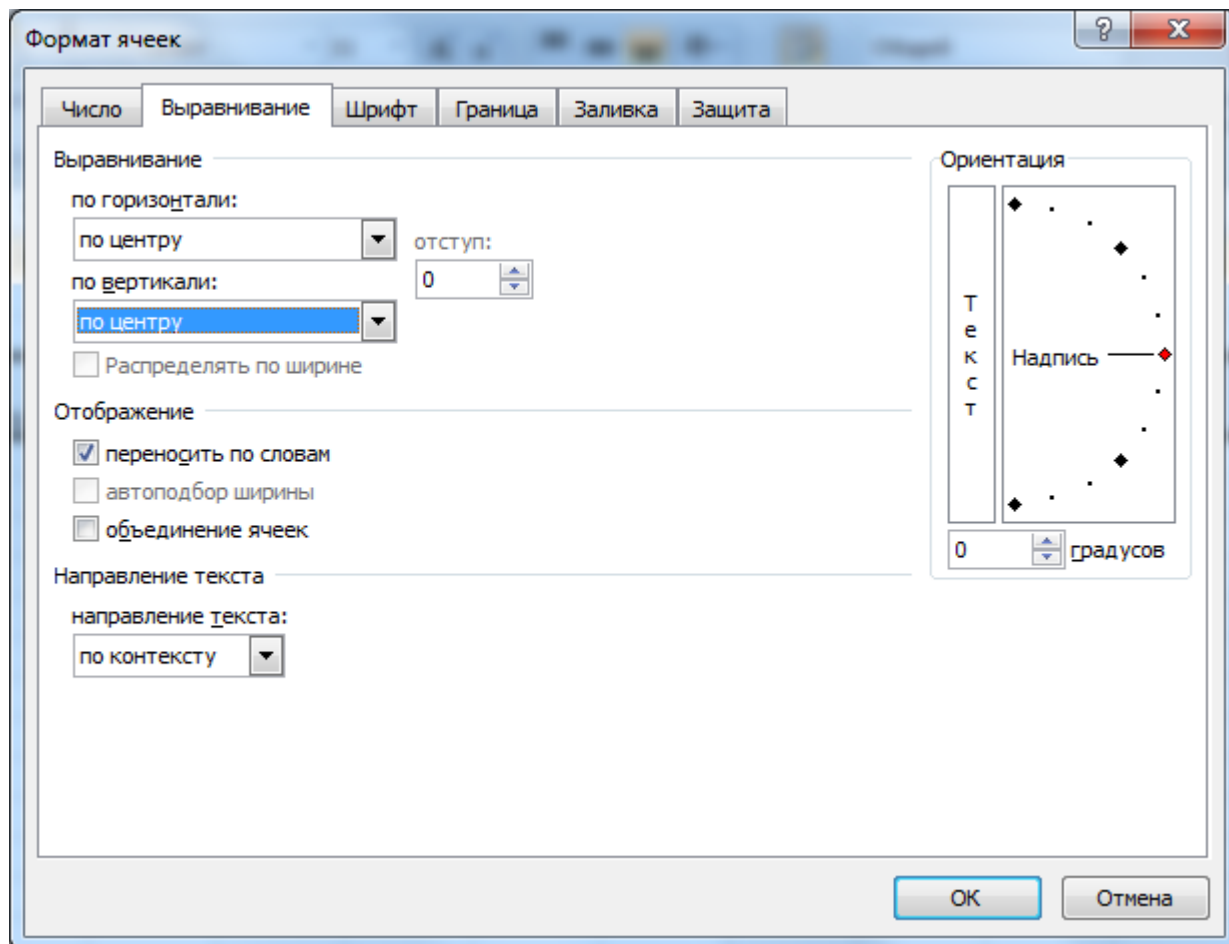 Формат ячеек
Число Выравнивание Шрифт Граница Заливка Защита
Выравнивание
по горизонтали:
по центру
отступ:
0
по вертикали:
по центру
Распределять по ширине
Отображение
переносить по словам
автоподбор ширины
объединение ячеек
Направление текста
направление текста:
по контексту
Ориентация
Текст
Надпись
0 градусов
ОК Отмена